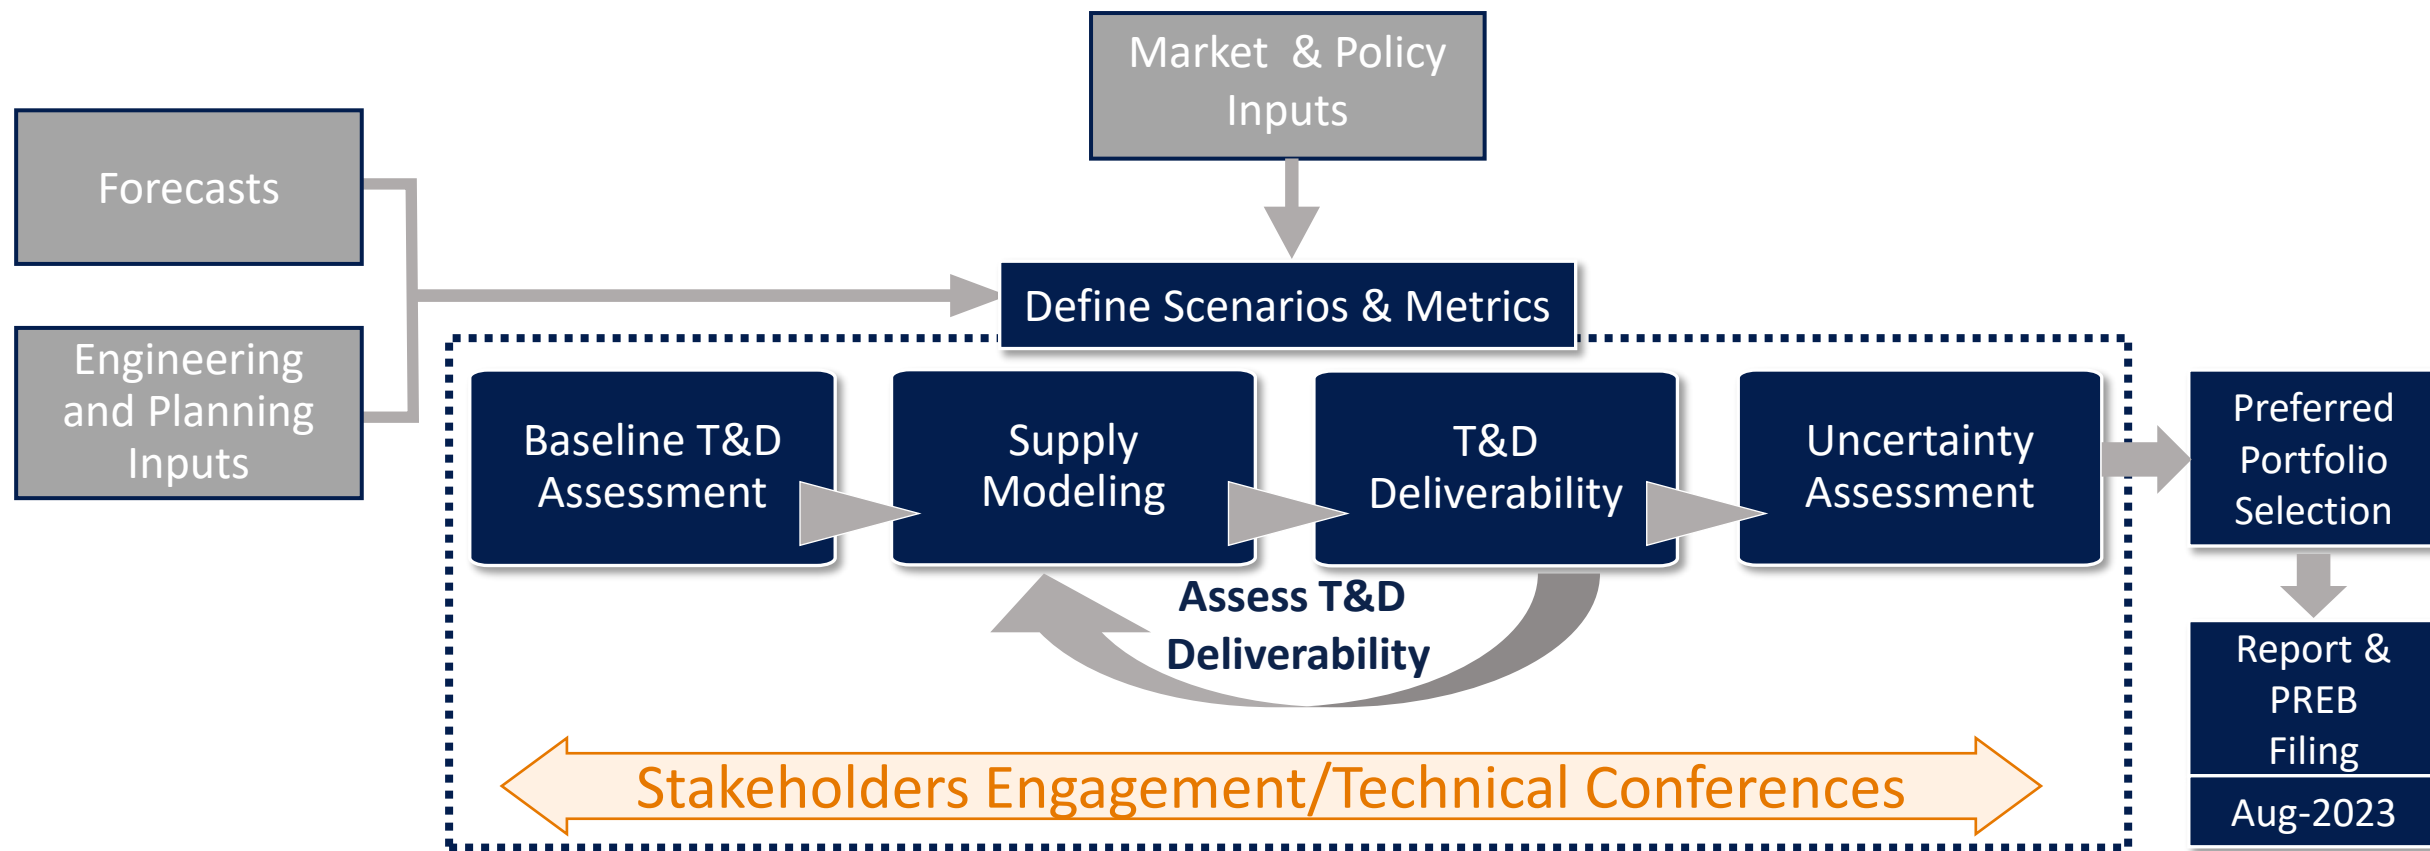 Market & Policy
Inputs
Forecasts
Engineering
and Planning
Inputs
Define Scenarios & Metrics
Baseline T&D
Assessment
Supply
Modeling
T&D
Deliverability
Uncertainty
Assessment
Preferred
Portfolio
Selection
Assess T&D
Deliverability
Report &
PREB
Filing
Aug-2023
Stakeholders Engagement/Technical Conferences